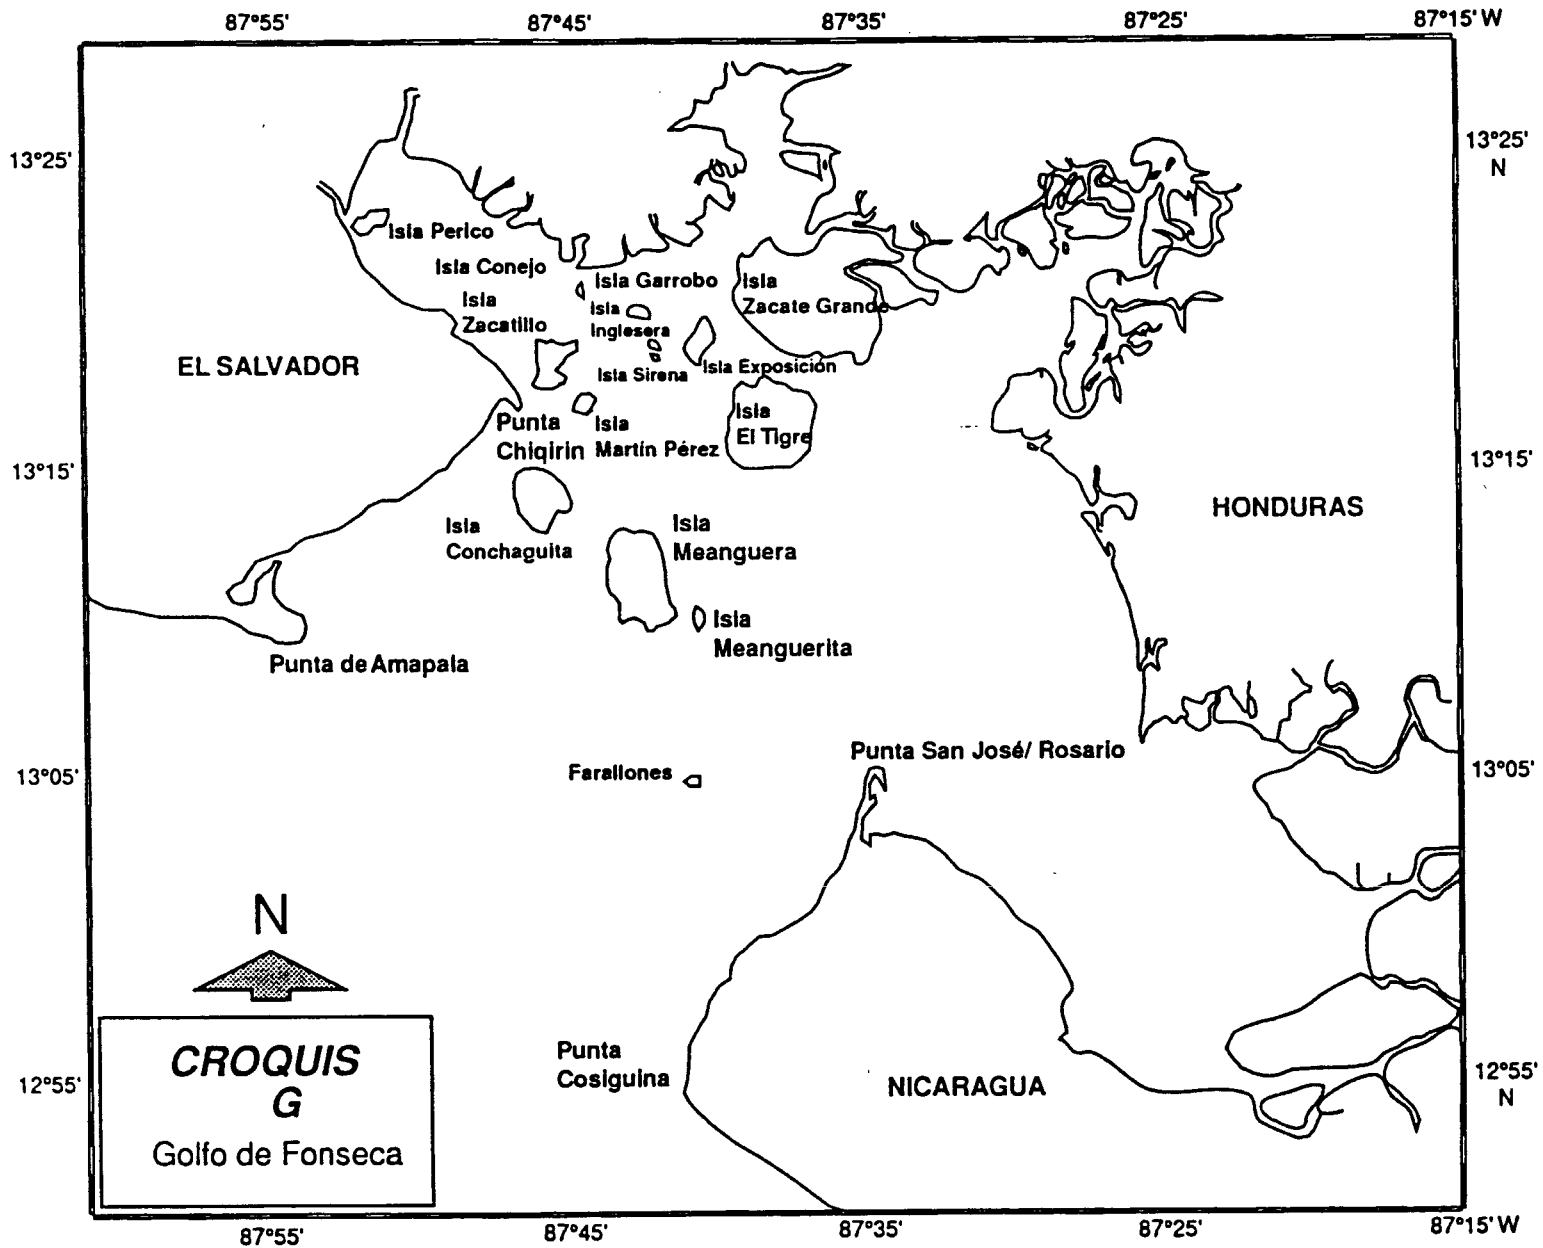 87°55' 87°45' 87°35' 87°25' 87°15' W
13°25'
13°25'
N
Isla Perico
Isla Conejo
Isla Garrobo
Isla
Zacate Grande
Isla
Zacatillo
Isla
Inglesera
EL SALVADOR
Isla Sirena
Isla Exposición
Punta
Chiqirin
Isla
Martín Pérez
Isla
El Tigre
13°15'
13°15'
HONDURAS
Isla
Conchaguita
Isla
Meanguera
Isla
Meanguerita
Punta de Amapala
Punta San José/ Rosario
13°05'
Farallones
13°05'
N
Punta
Cosiguina
NICARAGUA
12°55'
12°55'
N
CROQUIS
G
Golfo de Fonseca
87°55' 87°45' 87°35' 87°25' 87°15' W